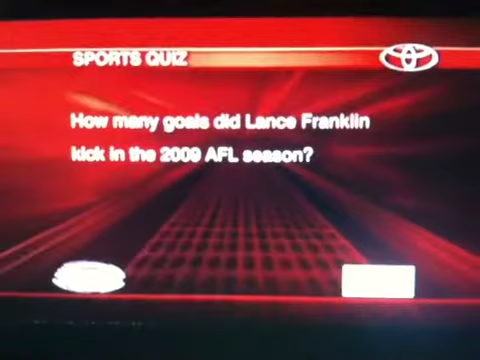 SPORTS QUIZ
How many goals did Lance Franklin
kick in the 2009 AFL season?